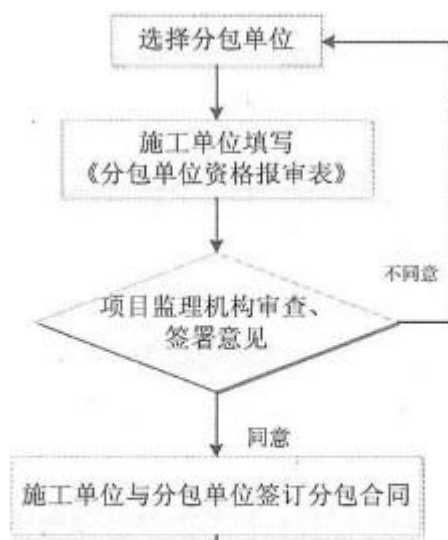 选择分包单位
施工单位填写
《分包单位资格报审表》
不同意
项目监理机构审查、
签署意见
同意
施工单位与分包单位签订分包合同